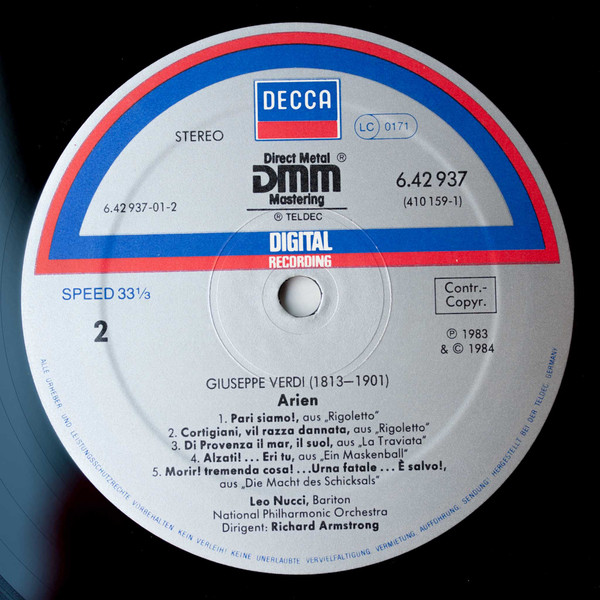 DECCA
STEREO
LC 0171
Direct Metal ®
DMM
Mastering
® TELDEC
6.42 937
(410 159-1)
6.42 937-01-2
DIGITAL
RECORDING
SPEED 33⅓
Contr.-
Copyr.
2
℗ 1983
& © 1984
GIUSEPPE VERDI (1813–1901)
Arien
1. Pari siamo!, aus „Rigoletto"
2. Cortigiani, vil razza dannata, aus „Rigoletto"
3. Di Provenza il mar, il suol, aus „La Traviata"
4. Alzati! ... Eri tu, aus „Ein Maskenball"
5. Morir! tremenda cosa! ...Urna fatale ... È salvo!,
aus „Die Macht des Schicksals"
Leo Nucci, Bariton
National Philharmonic Orchestra
Dirigent: Richard Armstrong
ALLE URHEBER- UND LEISTUNGSSCHUTZRECHTE VORBEHALTEN. KEIN VERLEIH! KEINE UNERLAUBTE VERVIELFÄLTIGUNG, VERMIETUNG, AUFFÜHRUNG, SENDUNG! HERGESTELLT BEI DER TELDEC, GERMANY